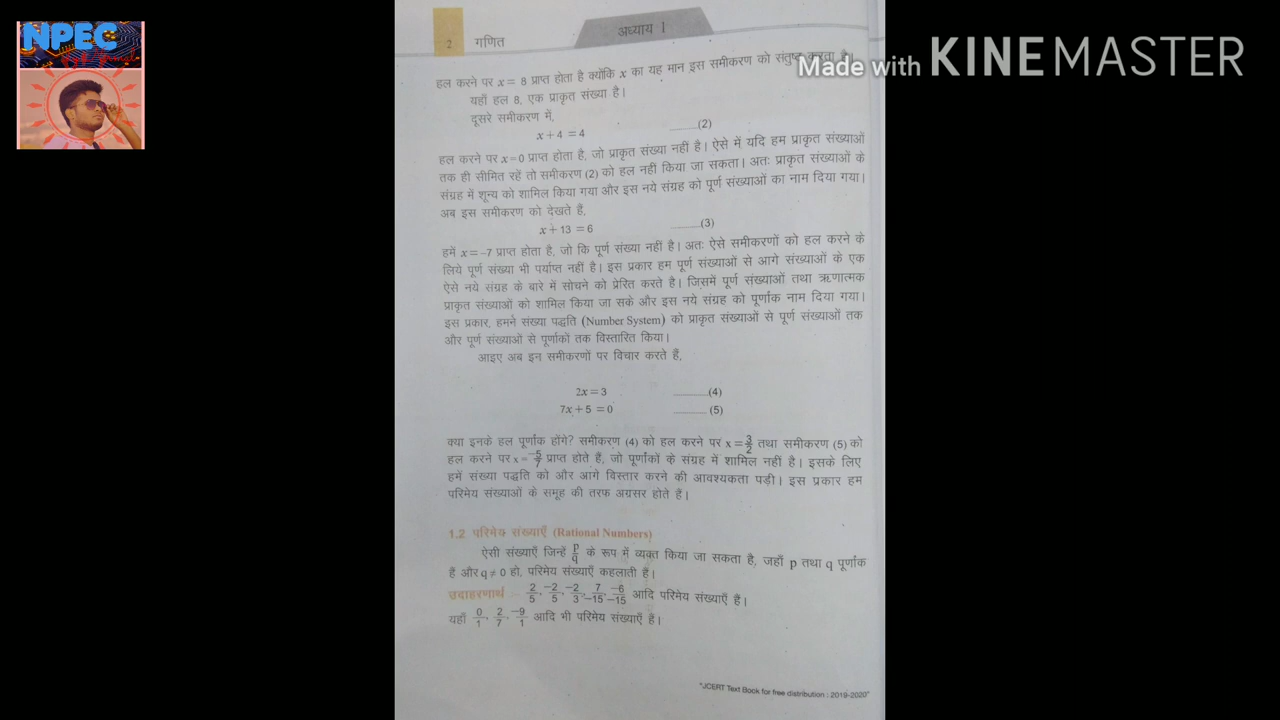 NPEC
Made with KINEMASTER
2 गणित
अध्याय 1
हल करने पर x = 8 प्राप्त होता है क्योंकि x का यह मान इस समीकरण को संतुष्ट करता है।
यहाँ हल 8, एक प्राकृत संख्या है।
दूसरे समीकरण में,
x + 4 = 4 ______(2)
हल करने पर x=0 प्राप्त होता है, जो प्राकृत संख्या नहीं है। ऐसे में यदि हम प्राकृत संख्याओं
तक ही सीमित रहें तो समीकरण (2) को हल नहीं किया जा सकता। अतः प्राकृत संख्याओं के
संग्रह में शून्य को शामिल किया गया और इस नये संग्रह को पूर्ण संख्याओं का नाम दिया गया।
अब इस समीकरण को देखते हैं,
x + 13 = 6 ______(3)
हमें x = –7 प्राप्त होता है, जो कि पूर्ण संख्या नहीं है। अतः ऐसे समीकरणों को हल करने के
लिये पूर्ण संख्या भी पर्याप्त नहीं है। इस प्रकार हम पूर्ण संख्याओं से आगे संख्याओं के एक
ऐसे नये संग्रह के बारे में सोचने को प्रेरित करते है। जिसमें पूर्ण संख्याओं तथा ऋणात्मक
प्राकृत संख्याओं को शामिल किया जा सके और इस नये संग्रह को पूर्णांक नाम दिया गया।
इस प्रकार, हमने संख्या पद्धति (Number System) को प्राकृत संख्याओं से पूर्ण संख्याओं तक
और पूर्ण संख्याओं से पूर्णांकों तक विस्तारित किया।
आइए अब इन समीकरणों पर विचार करते हैं,
2x = 3 ______(4)
7x + 5 = 0 ______(5)
क्या इनके हल पूर्णांक होंगे? समीकरण (4) को हल करने पर x = 3/2 तथा समीकरण (5) को
हल करने पर x = –5/7 प्राप्त होते हैं, जो पूर्णांकों के संग्रह में शामिल नहीं है। इसके लिए
हमें संख्या पद्धति को और आगे विस्तार करने की आवश्यकता पड़ी। इस प्रकार हम
परिमेय संख्याओं के समूह की तरफ अग्रसर होते हैं।
1.2 परिमेय संख्याएँ (Rational Numbers)
ऐसी संख्याएँ जिन्हें p/q के रूप में व्यक्त किया जा सकता है, जहाँ p तथा q पूर्णांक
हैं और q ≠ 0 हो, परिमेय संख्याएँ कहलाती हैं।
उदाहरणार्थ – 2/5, –2/5, –2/3, 7/–15, –6/–15 आदि परिमेय संख्याएँ हैं।
यहाँ 0/1, 2/7, –9/1 आदि भी परिमेय संख्याएँ हैं।
"JCERT Text Book for free distribution : 2019-2020"